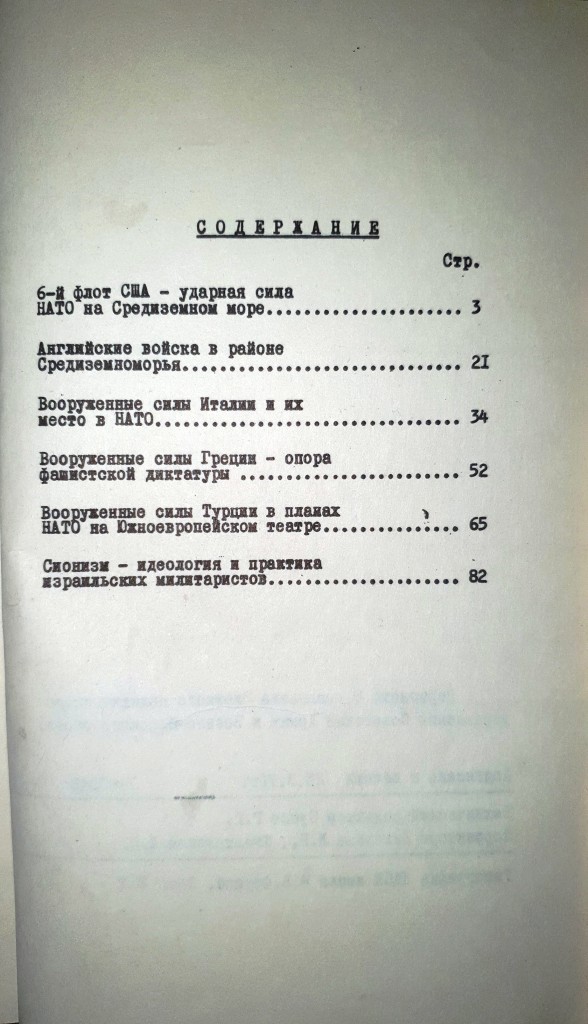 СОДЕРЖАНИЕ
Стр.
6-й флот США - ударная сила
НАТО на Средиземном море...................... 3
Английские войска в районе
Средиземноморья............................... 21
Вооруженные силы Италии и их
место в НАТО.................................. 34
Вооруженные силы Греции - опора
фашистской диктатуры ......................... 52
Вооруженные силы Турции в планах
НАТО на Южноевропейском театре............... 65
Сионизм - идеология и практика
израильских милитаристов...................... 82